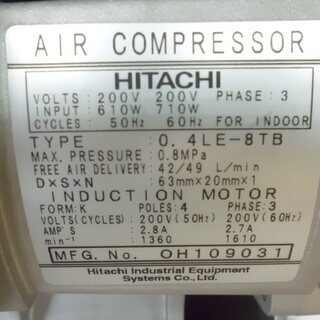 AIR COMPRESSOR
HITACHI
VOLTS: 200V 200V PHASE: 3
INPUT: 610W 710W
CYCLES: 50Hz 60Hz FOR INDOOR
TYPE : 0.4LE-8TB
MAX. PRESSURE : 0.8MPa
FREE AIR DELIVERY: 42/49 L/min
D×S×N : 63mm×20mm×1
INDUCTION MOTOR
FORM: K POLES: 4 PHASE: 3
VOLTS(CYCLES) : 200V(50Hz) 200V(60Hz)
AMP'S : 2.8A 2.7A
min⁻¹ : 1360 1610
MFG. No. OH109031
Hitachi Industrial Equipment
Systems Co., Ltd.